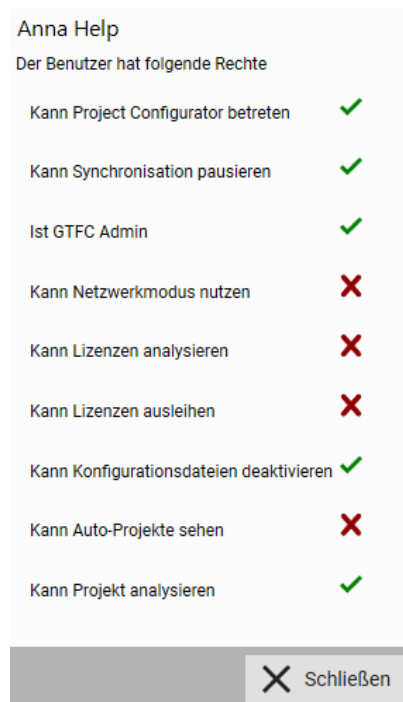 Anna Help
Der Benutzer hat folgende Rechte
Kann Project Configurator betreten
Kann Synchronisation pausieren
Ist GTFC Admin
Kann Netzwerkmodus nutzen
Kann Lizenzen analysieren
Kann Lizenzen ausleihen
Kann Konfigurationsdateien deaktivieren
Kann Auto-Projekte sehen
Kann Projekt analysieren
Schließen